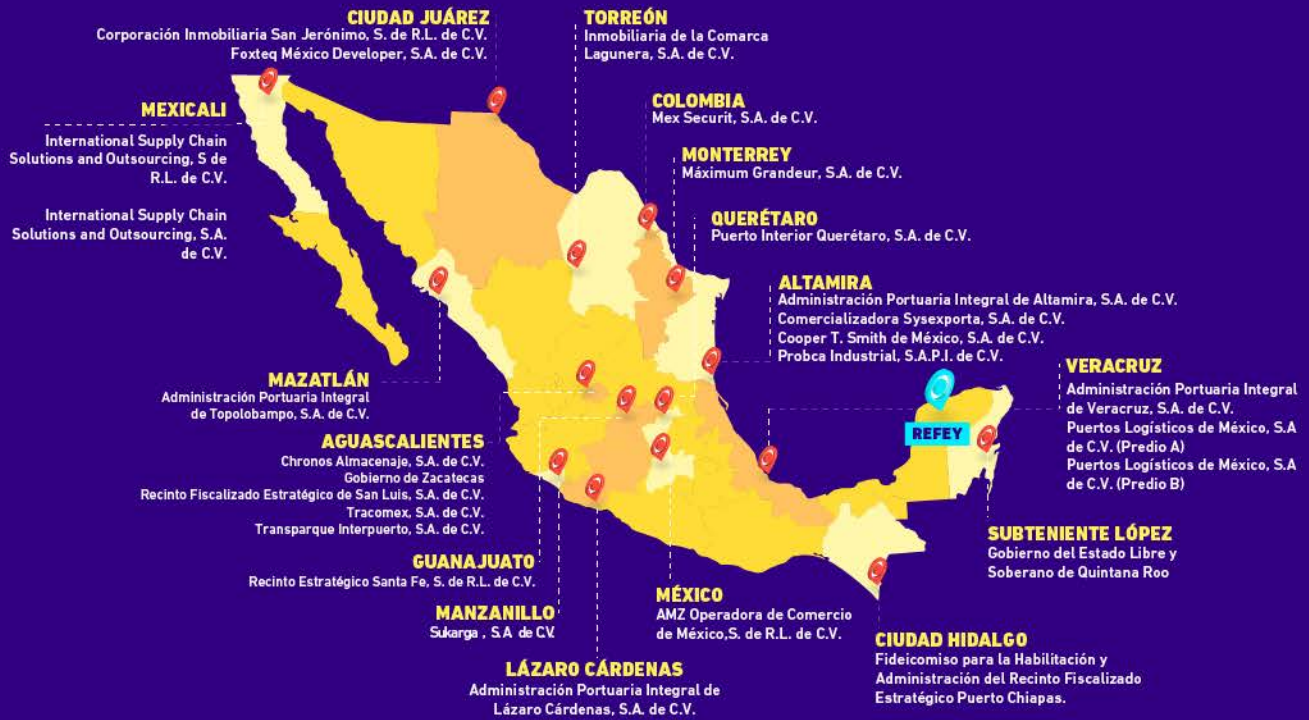 CIUDAD JUÁREZ
Corporación Inmobiliaria San Jerónimo, S. de R.L. de C.V.
Foxteq México Developer, S.A. de C.V.
TORREÓN
Inmobiliaria de la Comarca
Lagunera, S.A. de C.V.
MEXICALI
International Supply Chain
Solutions and Outsourcing, S de
R.L. de C.V.
International Supply Chain
Solutions and Outsourcing, S.A.
de C.V.
COLOMBIA
Mex Securit, S.A. de C.V.
MONTERREY
Máximum Grandeur, S.A. de C.V.
QUERÉTARO
Puerto Interior Querétaro, S.A. de C.V.
ALTAMIRA
Administración Portuaria Integral de Altamira, S.A. de C.V.
Comercializadora Sysexporta, S.A. de C.V.
Cooper T. Smith de México, S.A. de C.V.
Probca Industrial, S.A.P.I. de C.V.
VERACRUZ
Administración Portuaria Integral
de Veracruz, S.A. de C.V.
Puertos Logísticos de México, S.A
de C.V. (Predio A)
Puertos Logísticos de México, S.A
de C.V. (Predio B)
REFEY
MAZATLÁN
Administración Portuaria Integral
de Topolobampo, S.A. de C.V.
AGUASCALIENTES
Chronos Almacenaje, S.A. de C.V.
Gobierno de Zacatecas
Recinto Fiscalizado Estratégico de San Luis, S.A. de C.V.
Tracomex, S.A. de C.V.
Transparque Interpuerto, S.A. de C.V.
GUANAJUATO
Recinto Estratégico Santa Fe, S. de R.L. de C.V.
MANZANILLO
Sukarga , S.A de C.V.
LÁZARO CÁRDENAS
Administración Portuaria Integral de
Lázaro Cárdenas, S.A. de C.V.
MÉXICO
AMZ Operadora de Comercio
de México,S. de R.L. de C.V.
SUBTENIENTE LÓPEZ
Gobierno del Estado Libre y
Soberano de Quintana Roo
CIUDAD HIDALGO
Fideicomiso para la Habilitación y
Administración del Recinto Fiscalizado
Estratégico Puerto Chiapas.